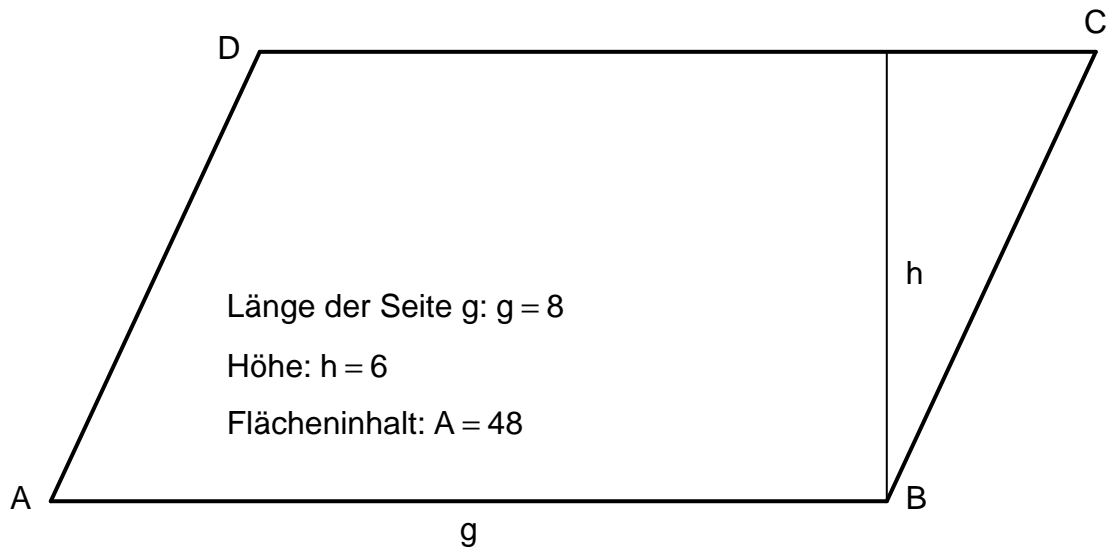 C
D
h
Länge der Seite g: g = 8
Höhe: h = 6
Flächeninhalt: A = 48
A
B
g